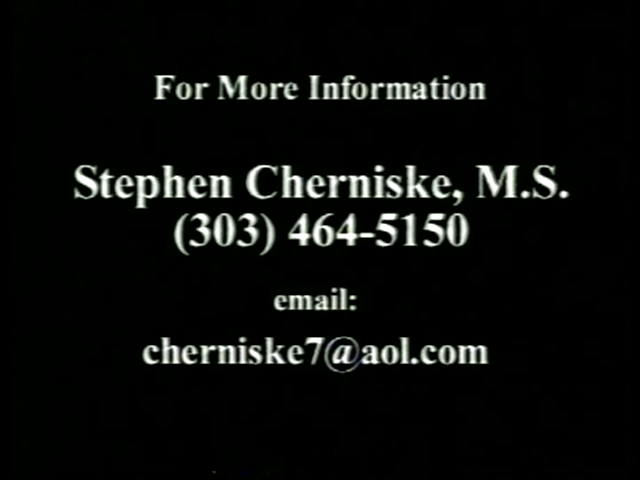 For More Information
Stephen Cherniske, M.S.
(303) 464-5150
email:
cherniske7@aol.com